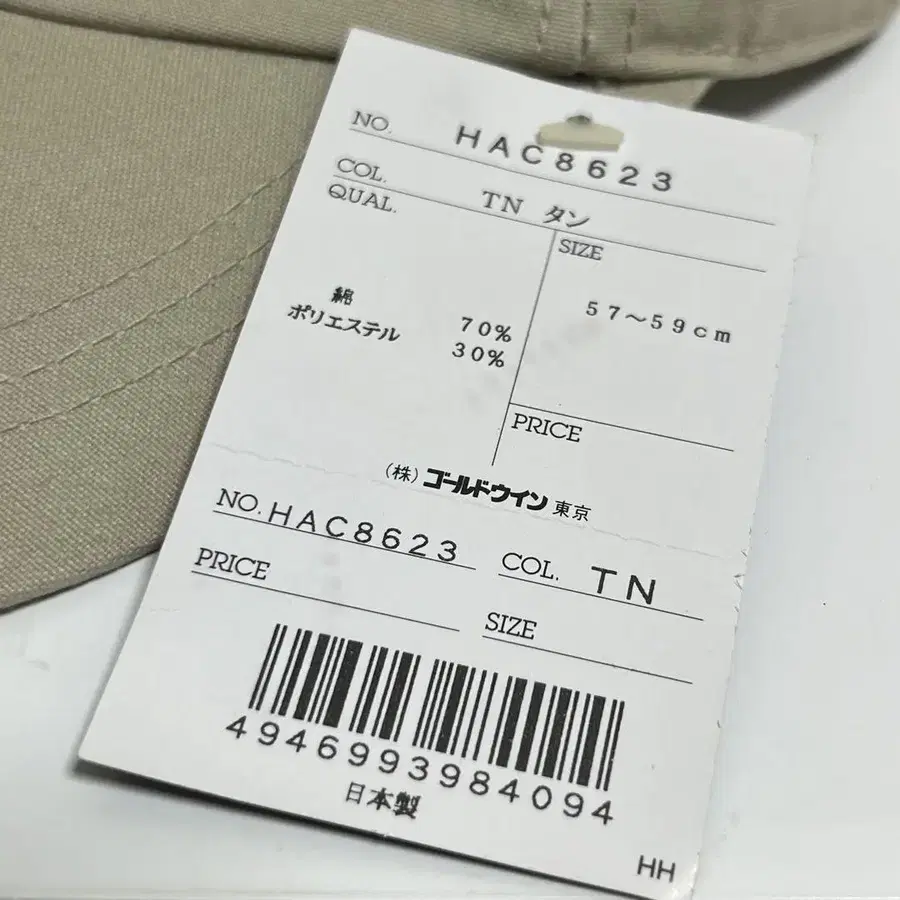 NO. HAC8623
COL. TN タン
QUAL.
SIZE
綿 70%
ポリエステル 30%
57～59cm
PRICE
(株) ゴールドウイン 東京
NO. HAC8623 COL. TN
PRICE
SIZE
4946993984094
日本製
HH